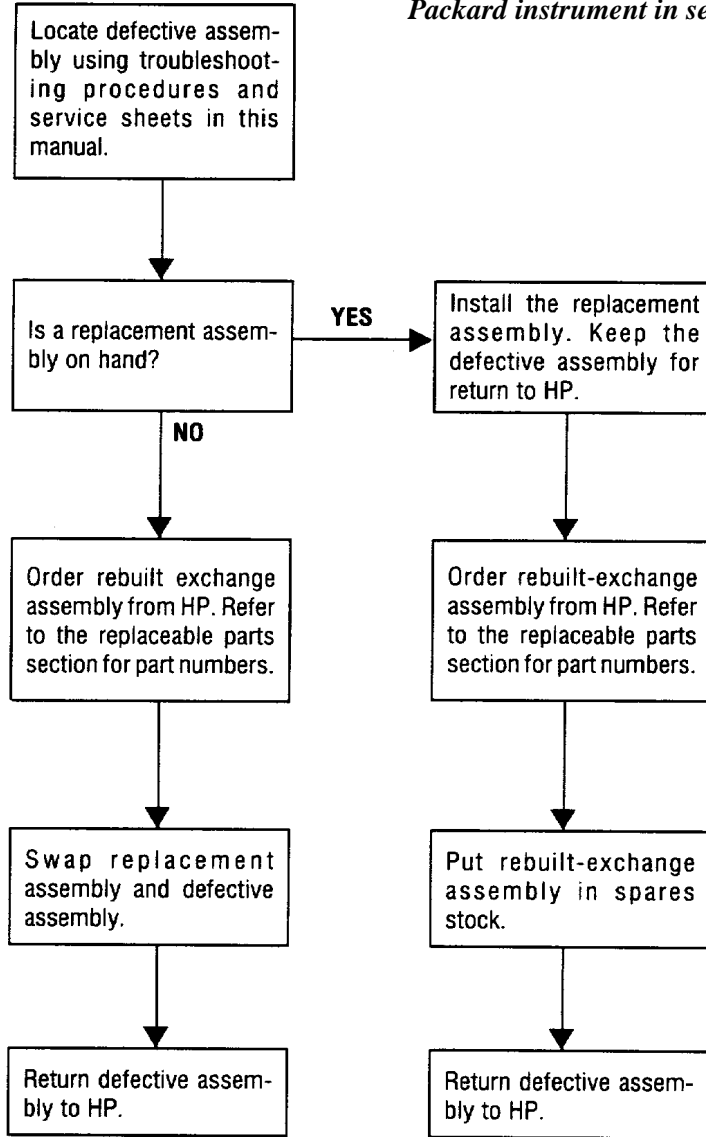 Packard instrument in se
Locate defective assem-
bly using troubleshoot-
ing procedures and
service sheets in this
manual.
Is a replacement assem-
bly on hand?
YES
NO
Install the replacement
assembly. Keep the
defective assembly for
return to HP.
Order rebuilt exchange
assembly from HP. Refer
to the replaceable parts
section for part numbers.
Order rebuilt-exchange
assembly from HP. Refer
to the replaceable parts
section for part numbers.
Swap replacement
assembly and defective
assembly.
Put rebuilt-exchange
assembly in spares
stock.
Return defective assem-
bly to HP.
Return defective assem-
bly to HP.